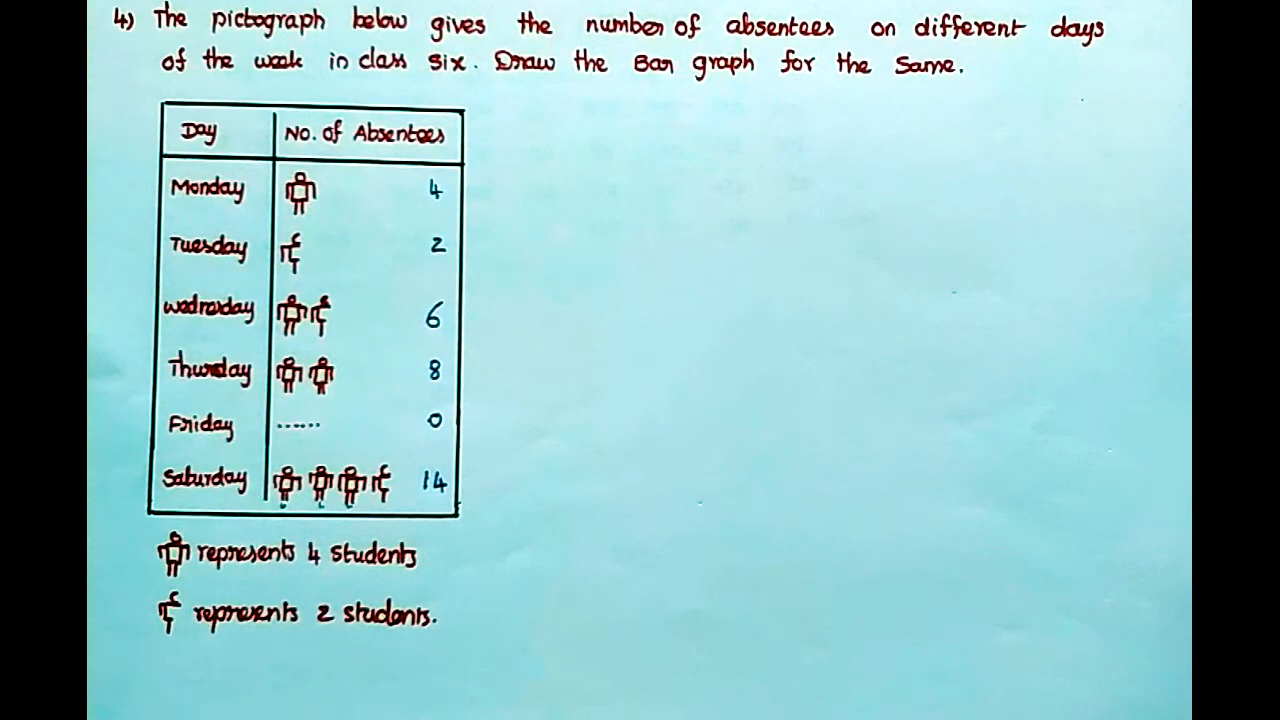 4) The pictograph below gives the number of absentees on different days
of the week in class six. Draw the Bar graph for the same.
Day No. of Absentees
Monday 4
Tuesday 2
Wednesday 6
Thursday 8
Friday ...... 0
Saturday 14
represents 4 students
represents 2 students.